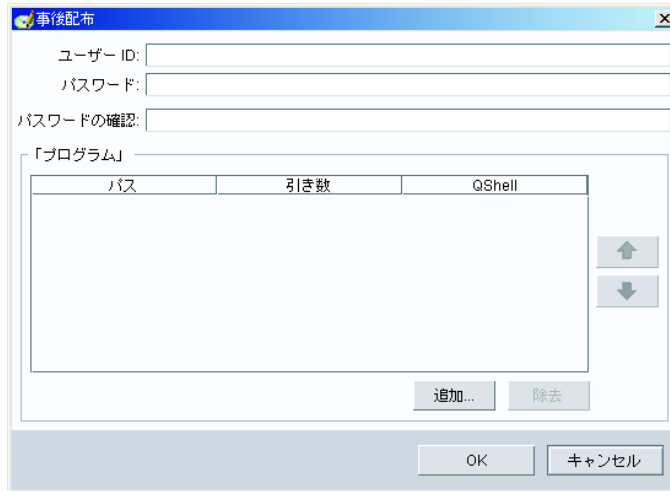 事後配布
ユーザー ID:
パスワード:
パスワードの確認:
「プログラム」
パス 引き数 QShell
追加... 除去
OK キャンセル